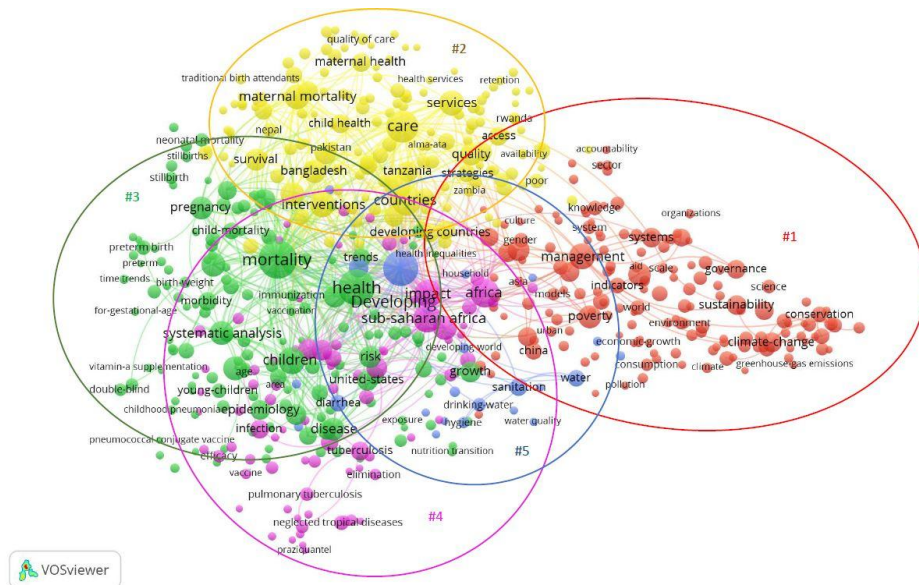 quality of care
#2
maternal health
traditional birth attendants
health services
retention
maternal mortality
services
rwanda
nepal
child health
care
access
neonatal mortality
alma-ata
pakistan
quality
availability
accountability
stillbirths
survival
sector
stillbirth
bangladesh
tanzania
strategies
poor
#1
#3
zambia
pregnancy
interventions
countries
knowledge
organizations
culture
system
child-mortality
developing countries
gender
systems
preterm birth
health inequalities
preterm
mortality
trends
management
aid
scale
governance
time trends
birth-weight
household
asia
science
morbidity
immunization
health
impact
africa
models
indicators
for-gestational-age
vaccination
Developing
world
sustainability
conservation
sub-saharan africa
poverty
systematic analysis
urban
environment
china
economic-growth
climate-change
children
risk
developing world
vitamin-a supplementation
age
growth
consumption
climate
greenhouse gas emissions
double-blind
young-children
area
united-states
sanitation
water
pollution
childhood pneumonia
epidemiology
diarrhea
drinking-water
infection
disease
exposure
hygiene
water quality
pneumococcal conjugate vaccine
efficacy
tuberculosis
nutrition transition
#5
vaccine
elimination
pulmonary tuberculosis
neglected tropical diseases
#4
praziquantel
VOSviewer